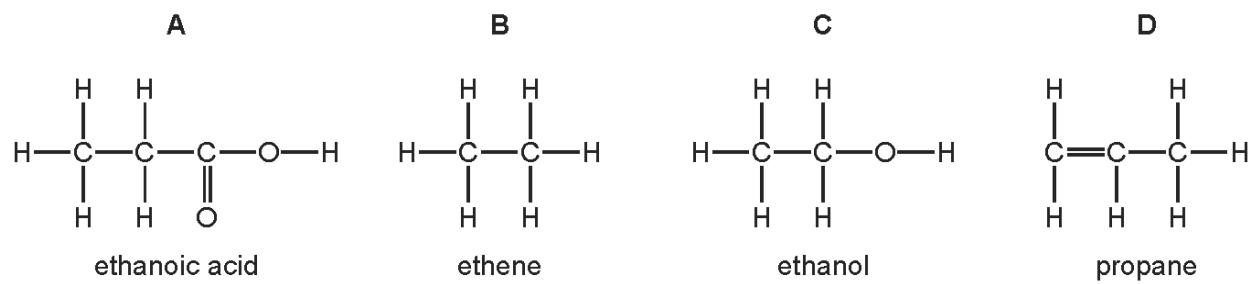 A B C D
H H H H H H H H
H C C C O H H C C H H C C O H C C C H
H H O H H H H H H H
ethanoic acid ethene ethanol propane